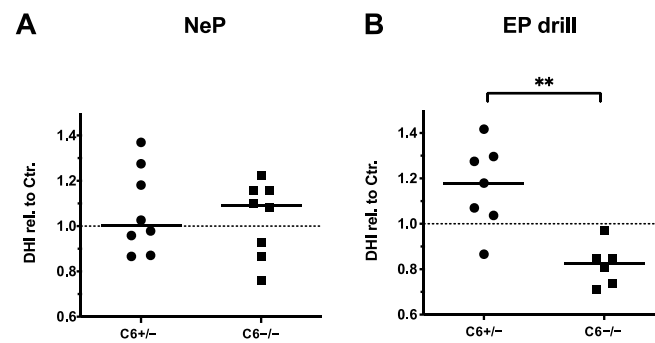 A NeP
DHI rel. to Ctr.
1.4
1.2
1.0
0.8
0.6
C6+/– C6–/–
B EP drill
**
DHI rel. to Ctr.
1.4
1.2
1.0
0.8
0.6
C6+/– C6–/–